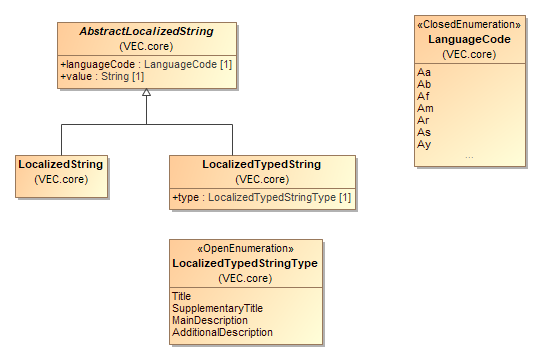 AbstractLocalizedString
(VEC.core)
+languageCode : LanguageCode [1]
+value : String [1]
«ClosedEnumeration»
LanguageCode
(VEC.core)
Aa
Ab
Af
Am
Ar
As
Ay
...
LocalizedString
(VEC.core)
LocalizedTypedString
(VEC.core)
+type : LocalizedTypedStringType [1]
«OpenEnumeration»
LocalizedTypedStringType
(VEC.core)
Title
SupplementaryTitle
MainDescription
AdditionalDescription